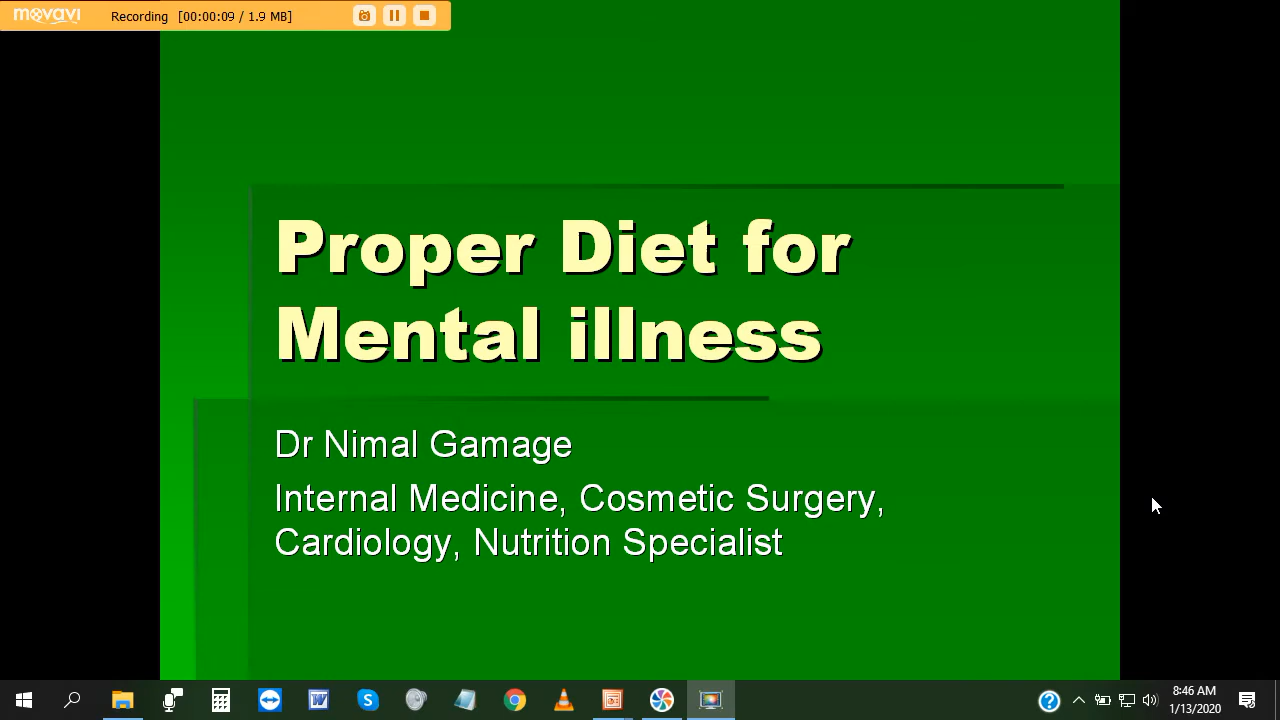 movavi Recording [00:00:09 / 1.9 MB]
Proper Diet for
Mental illness
Dr Nimal Gamage
Internal Medicine, Cosmetic Surgery,
Cardiology, Nutrition Specialist
8:46 AM
1/13/2020